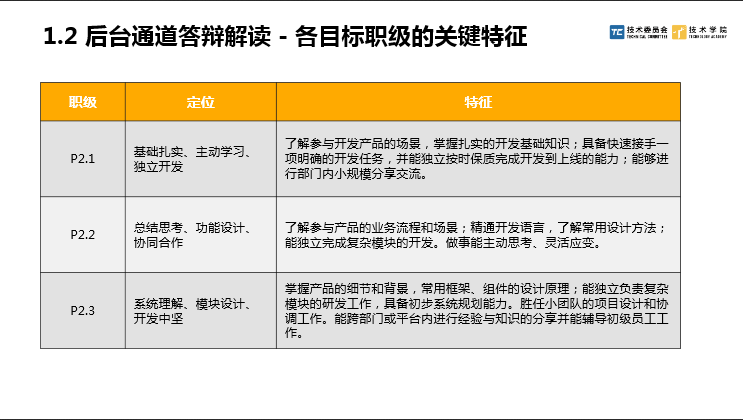 1.2 后台通道答辩解读 - 各目标职级的关键特征
TC 技术委员会
TECHNICAL COMMITTEE
技术学院
TECHNOLOGY ACADEMY
职级
定位
特征
P2.1
基础扎实、主动学习、
独立开发
了解参与开发产品的场景，掌握扎实的开发基础知识；具备快速接手一
项明确的开发任务，并能独立按时保质完成开发到上线的能力；能够进
行部门内小规模分享交流。
P2.2
总结思考、功能设计、
协同合作
了解参与产品的业务流程和场景；精通开发语言，了解常用设计方法；
能独立完成复杂模块的开发。做事能主动思考、灵活应变。
P2.3
系统理解、模块设计、
开发中坚
掌握产品的细节和背景，常用框架、组件的设计原理；能独立负责复杂
模块的研发工作，具备初步系统规划能力。胜任小团队的项目设计和协
调工作。能跨部门或平台内进行经验与知识的分享并能辅导初级员工工
作。